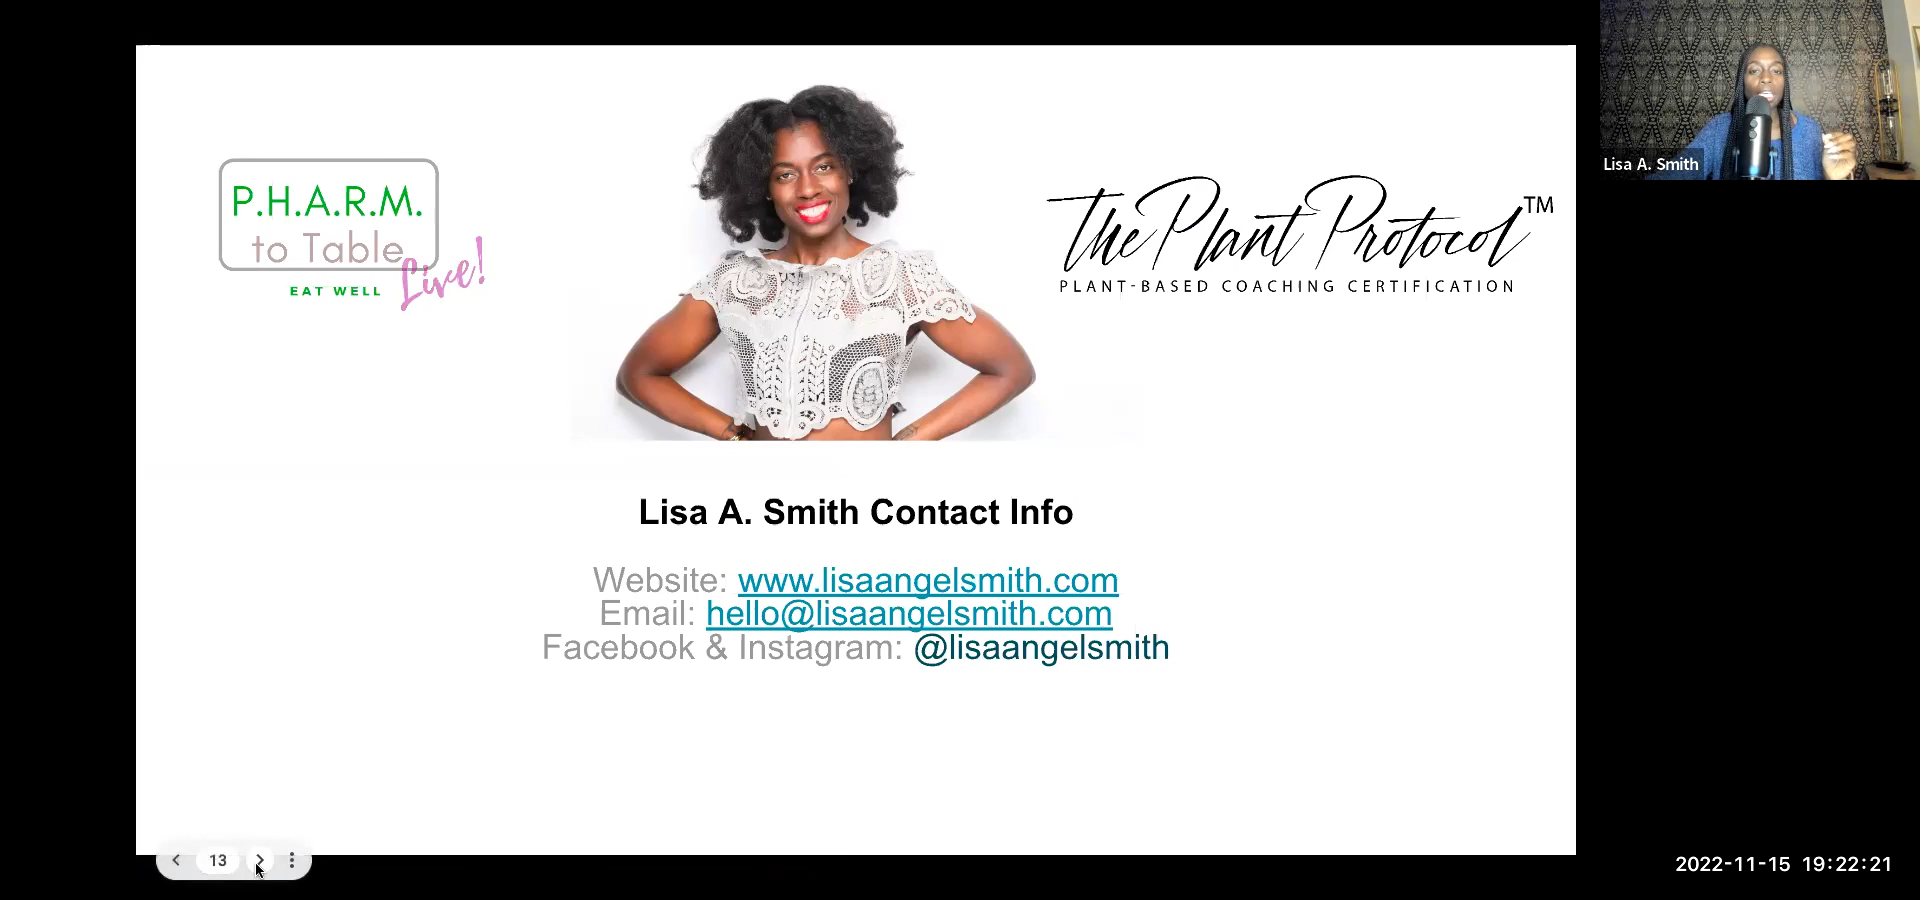 P.H.A.R.M.
to Table
Live!
EAT WELL
The Plant Protocol™
PLANT-BASED COACHING CERTIFICATION
Lisa A. Smith
Lisa A. Smith Contact Info
Website: www.lisaangelsmith.com
Email: hello@lisaangelsmith.com
Facebook & Instagram: @lisaangelsmith
13
2022-11-15 19:22:21